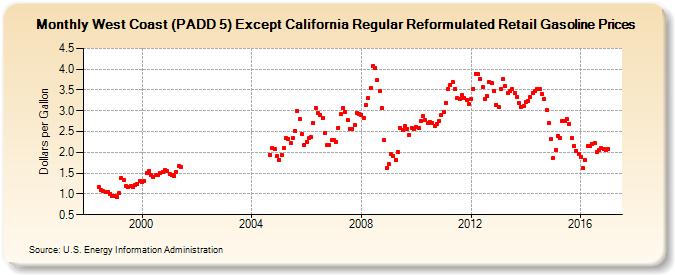 Monthly West Coast (PADD 5) Except California Regular Reformulated Retail Gasoline Prices
Dollars per Gallon
4.5
4.0
3.5
3.0
2.5
2.0
1.5
1.0
0.5
2000 2004 2008 2012 2016
Source: U.S. Energy Information Administration